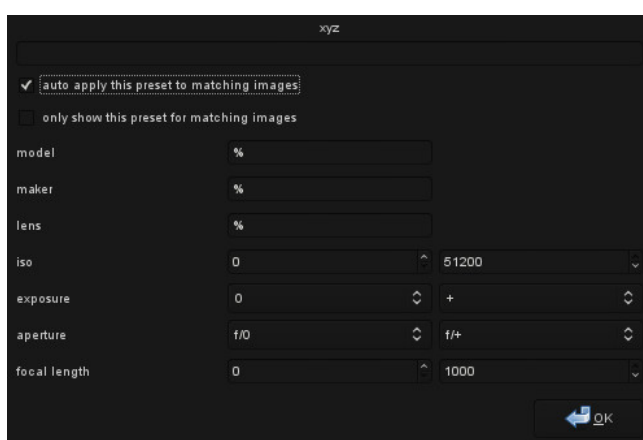 xyz
auto apply this preset to matching images
only show this preset for matching images
model %
maker %
lens %
iso 0 51200
exposure 0 +
aperture f/0 f/+
focal length 0 1000
OK